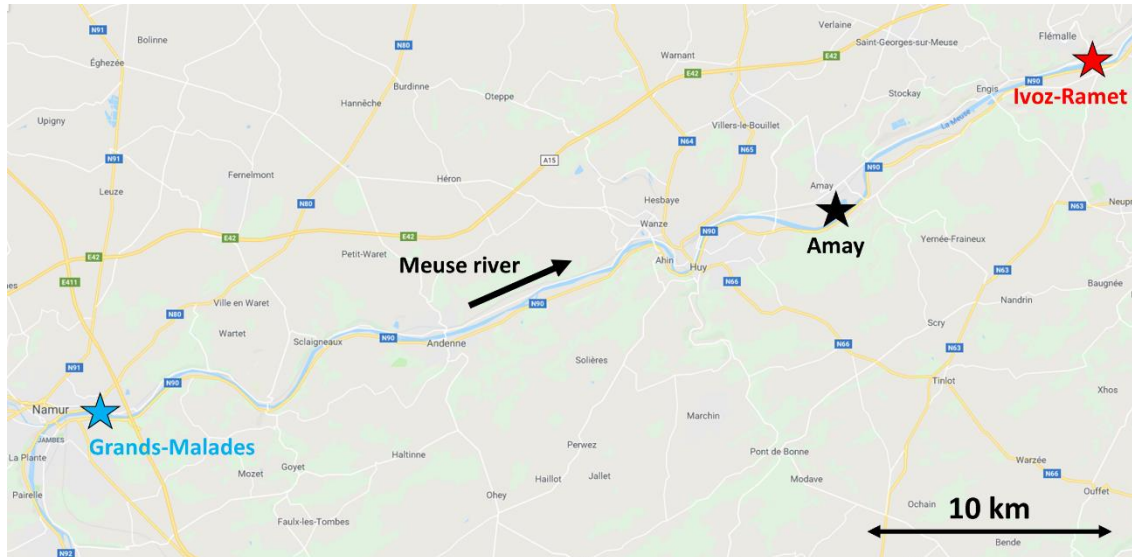 N91
Bolinne
N80
Verlaine
Saint-Georges-sur-Meuse
Flémalle
Éghezée
Warnant
E42
E42
N90
Ivoz-Ramet
Burdinne
Oteppe
Hannêche
Engis
Stockay
La Meuse
Upigny
Villers-le-Bouillet
N91
A15
N64
N65
N90
Leuze
Fernelmont
Héron
Amay
N63
Neupr
N80
Hesbaye
Wanze
N90
Amay
E42
E42
Petit-Waret
Meuse river
Ahin
Huy
Yernée-Fraineux
nes
E42
E411
N66
N63
Baugnée
Ville en Waret
N90
Nandrin
N80
Wartet
Sclaigneaux
N90
Andenne
Scry
N66
N63
Solières
N91
N90
Tinlot
Xhos
Namur
Grands-Malades
Marchin
JAMBES
Perwez
La Plante
Haltinne
Pont de Bonne
Warzée
Mozet
Goyet
Haillot
Jallet
Modave
N66
Pairelle
Ohey
Ouffet
Ochain
10 km
Faulx-les-Tombes
Bende
N92